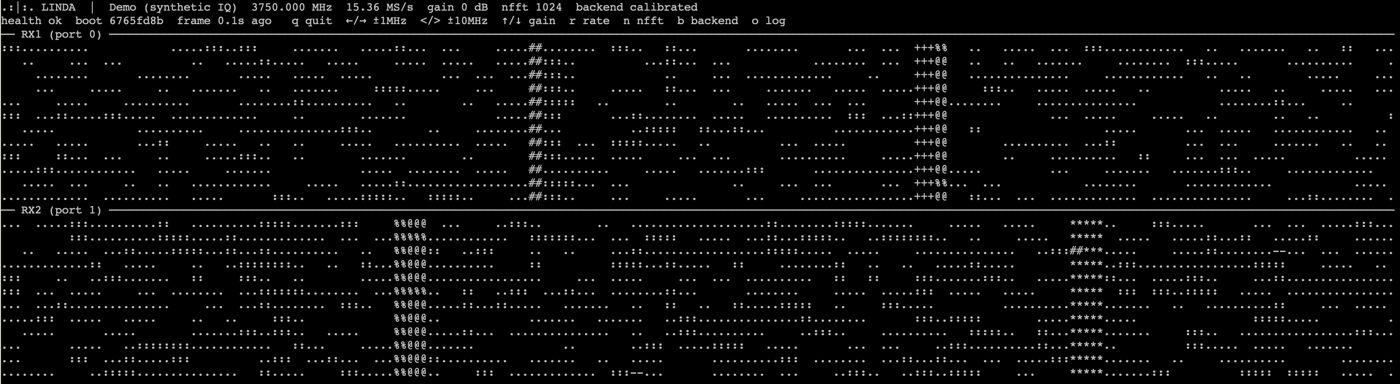 .:|:. LINDA | Demo (synthetic IQ) 3750.000 MHz 15.36 MS/s gain 0 dB nfft 1024 backend calibrated
health ok boot 6765fd8b frame 0.1s ago q quit ←/→ ±1MHz </> ±10MHz ↑/↓ gain r rate n nfft b backend o log
RX1 (port 0)
RX2 (port 1)